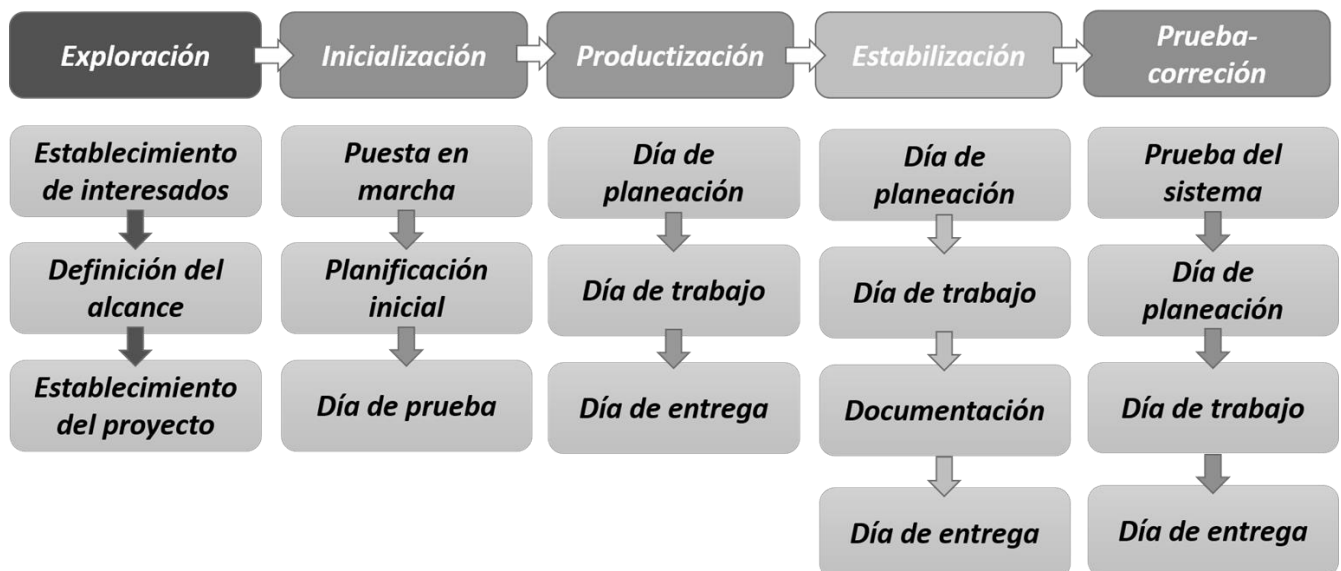 Exploración
Inicialización
Productización
Estabilización
Prueba-
correción
Establecimiento
de interesados
Definición del
alcance
Establecimiento
del proyecto
Puesta en
marcha
Planificación
inicial
Día de prueba
Día de
planeación
Día de trabajo
Día de entrega
Día de
planeación
Día de trabajo
Documentación
Día de entrega
Prueba del
sistema
Día de
planeación
Día de trabajo
Día de entrega